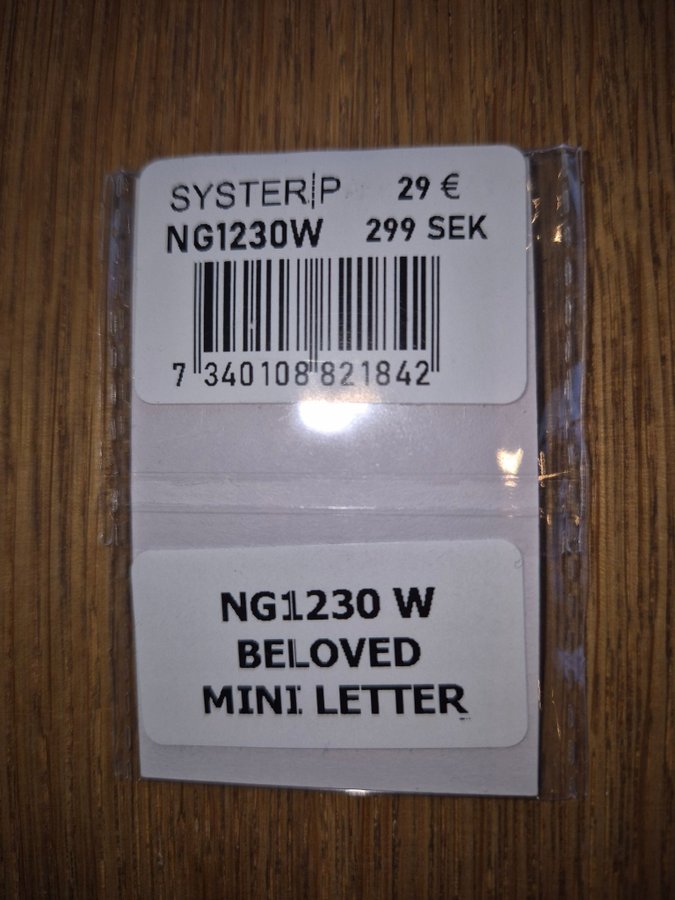 SYSTER|P 29 €
NG1230W 299 SEK
7 340108 821842
NG1230 W
BELOVED
MINI LETTER